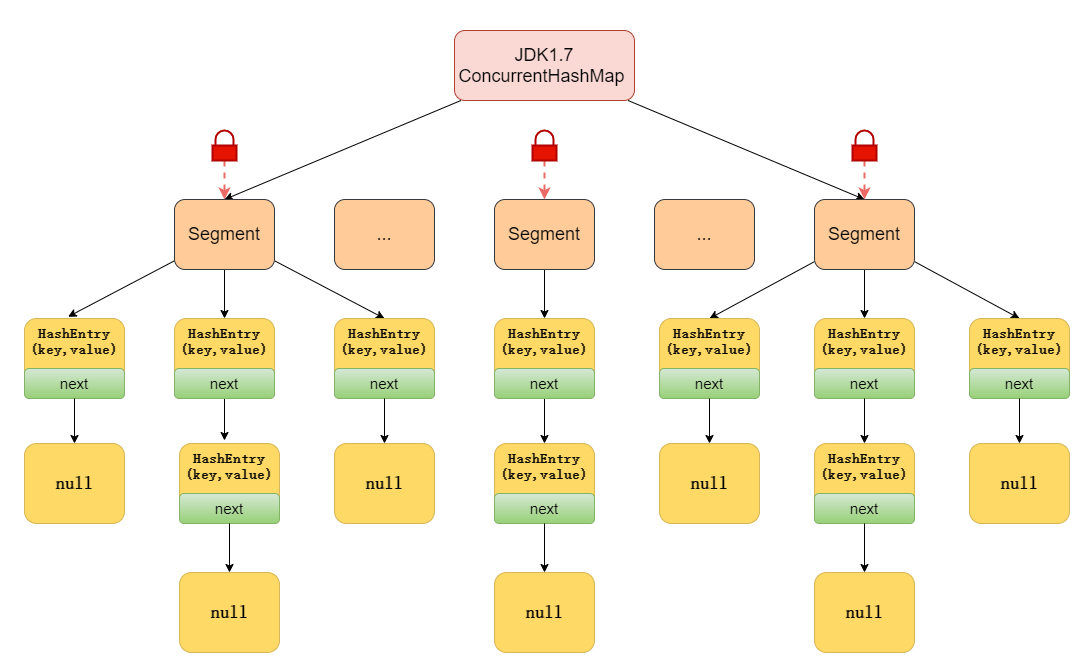 JDK1.7
ConcurrentHashMap
Segment
...
Segment
...
Segment
HashEntry
(key,value)
next
HashEntry
(key,value)
next
HashEntry
(key,value)
next
HashEntry
(key,value)
next
HashEntry
(key,value)
next
HashEntry
(key,value)
next
HashEntry
(key,value)
next
null
HashEntry
(key,value)
next
null
HashEntry
(key,value)
next
null
HashEntry
(key,value)
next
null
null
null
null